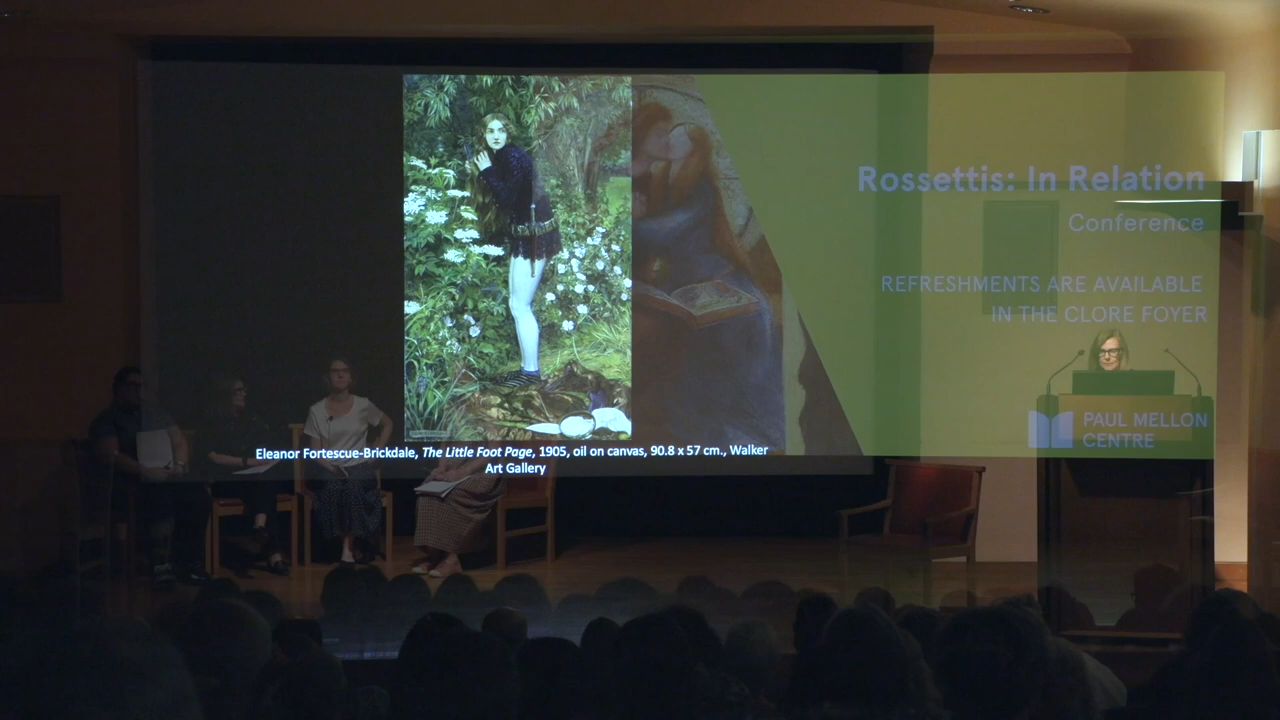 Rossettis: In Relation
Conference
REFRESHMENTS ARE AVAILABLE
IN THE CLORE FOYER
PAUL MELLON
CENTRE
Eleanor Fortescue-Brickdale, The Little Foot Page, 1905, oil on canvas, 90.8 x 57 cm., Walker
Art Gallery